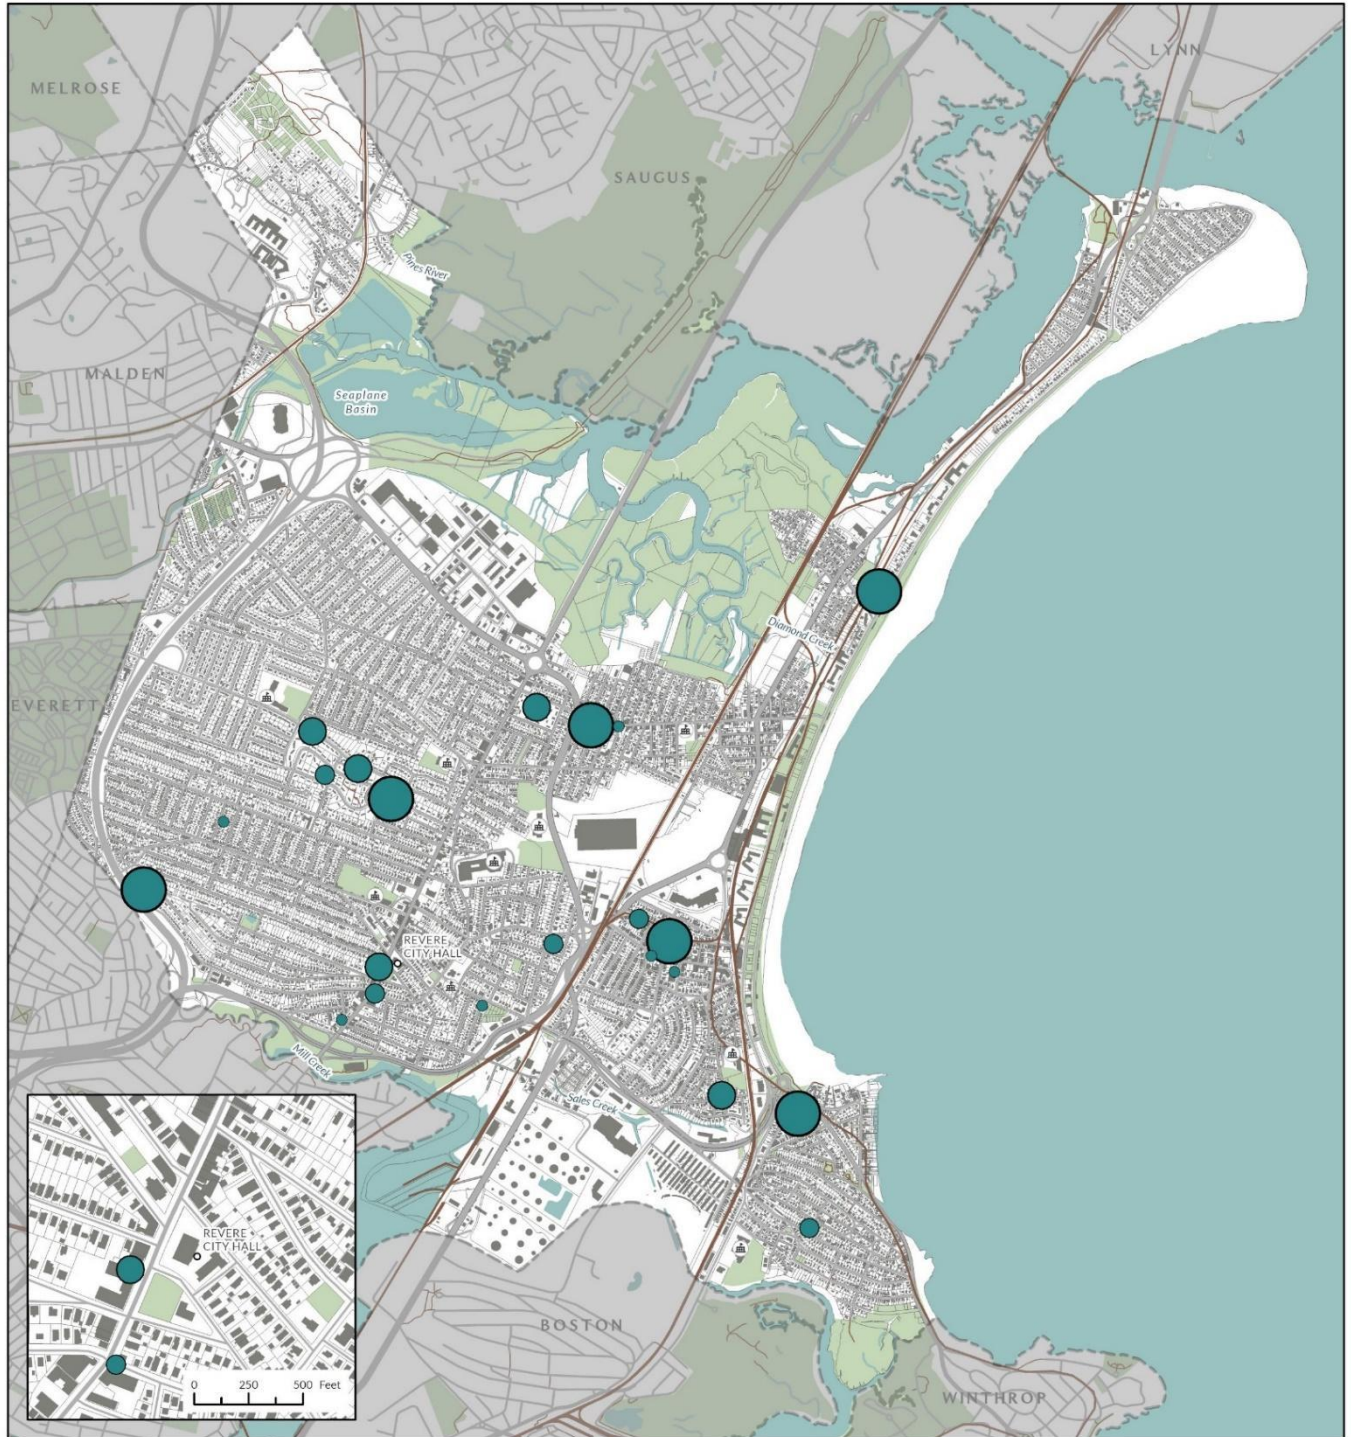 LYNN
MELROSE
SAUGUS
Pines River
MALDEN
Seaplane
Basin
Diamond Creek
EVERETT
REVERE
CITY HALL
Mill Creek
Sales Creek
REVERE
CITY HALL
BOSTON
0 250 500 Feet
WINTHROP